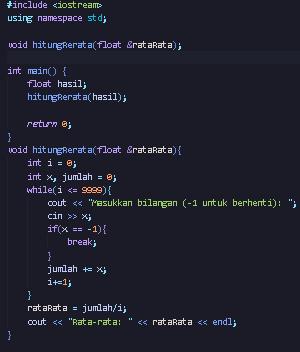 #include <iostream>
using namespace std;
void hitungRerata(float &rataRata);
int main() {
float hasil;
hitungRerata(hasil);
return 0;
}
void hitungRerata(float &rataRata){
int i = 0;
int x, jumlah = 0;
while(i <= 9999){
cout << "Masukkan bilangan (-1 untuk berhenti): ";
cin >> x;
if(x == -1){
break;
}
jumlah += x;
i+=1;
}
rataRata = jumlah/i;
cout << "Rata-rata: " << rataRata << endl;
}